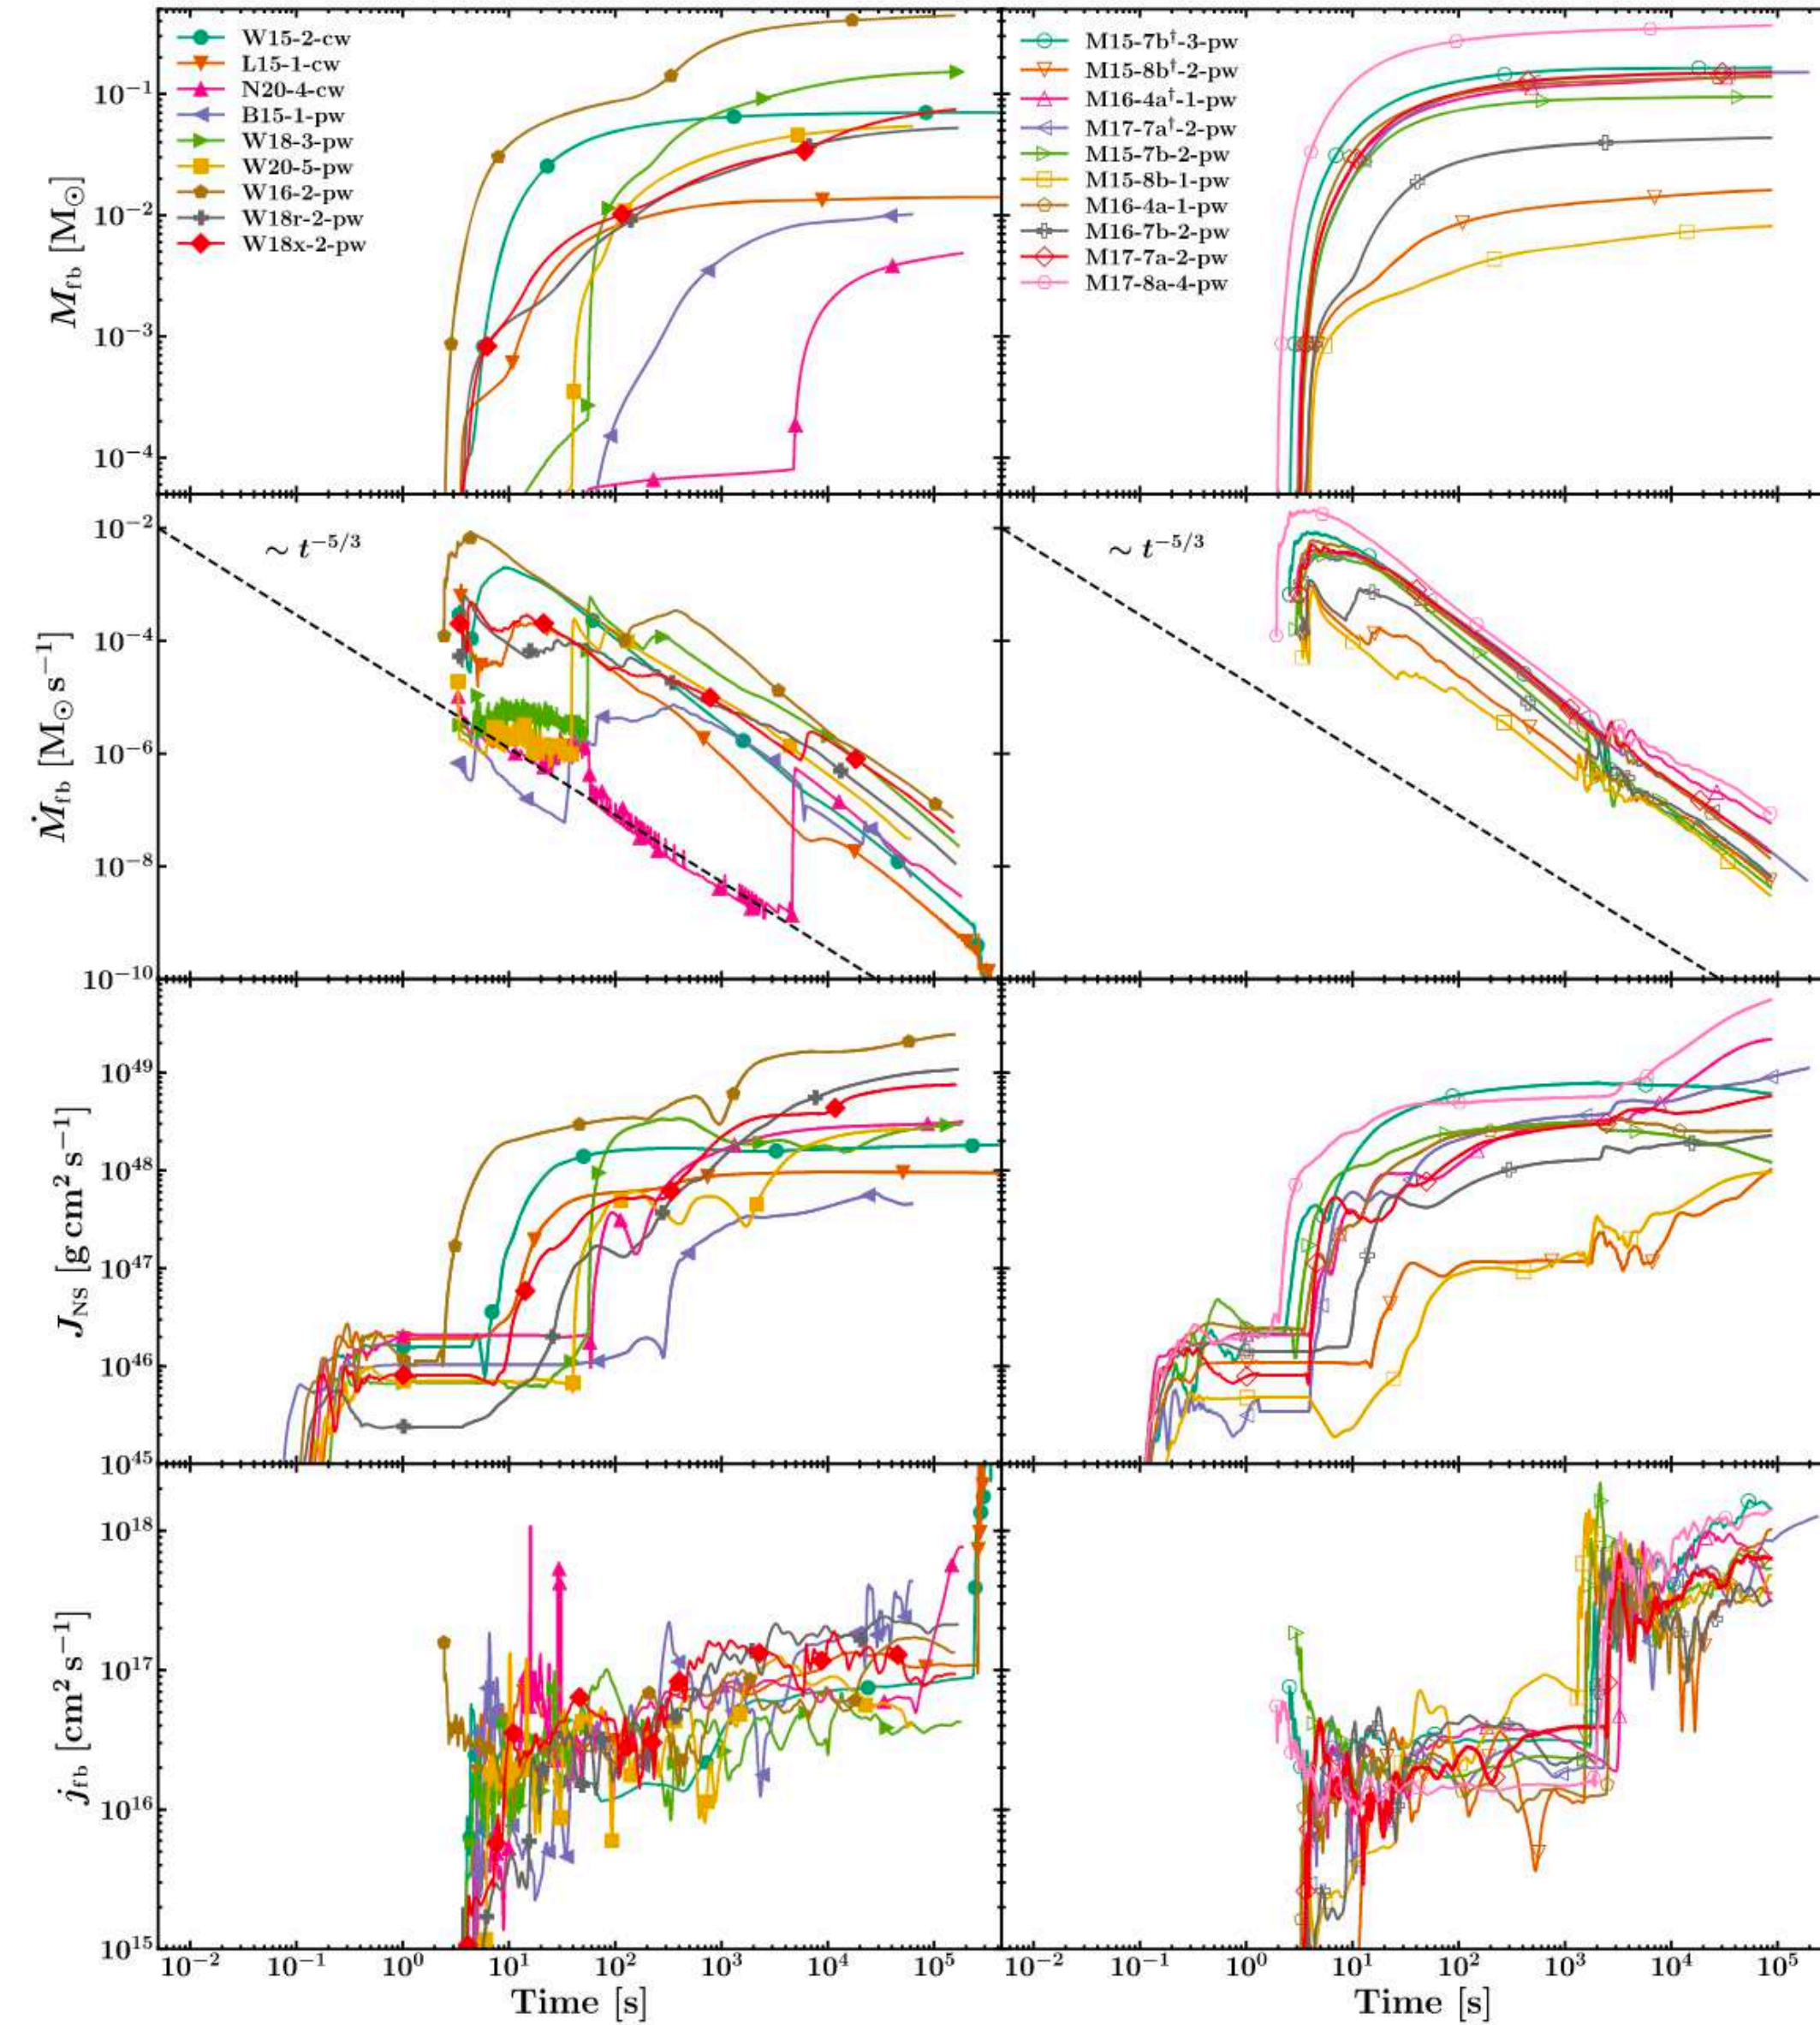 W15-2-cw
L15-1-cw
N20-4-cw
B15-1-pw
W18-3-pw
W20-5-pw
W16-2-pw
W18r-2-pw
W18x-2-pw
M15-7b†-3-pw
M15-8b†-2-pw
M16-4a†-1-pw
M17-7a†-2-pw
M15-7b-2-pw
M15-8b-1-pw
M16-4a-1-pw
M16-7b-2-pw
M17-7a-2-pw
M17-8a-4-pw
M_fb [M_⊙]
10^−1
10^−2
10^−3
10^−4
Ṁ_fb [M_⊙ s^−1]
10^−2
10^−4
10^−6
10^−8
10^−10
∼ t^−5/3
∼ t^−5/3
J_NS [g cm^2 s^−1]
10^49
10^48
10^47
10^46
10^45
j̇_fb [cm^2 s^−1]
10^18
10^17
10^16
10^15
10^−2 10^−1 10^0 10^1 10^2 10^3 10^4 10^5
10^−2 10^−1 10^0 10^1 10^2 10^3 10^4 10^5
Time [s]
Time [s]